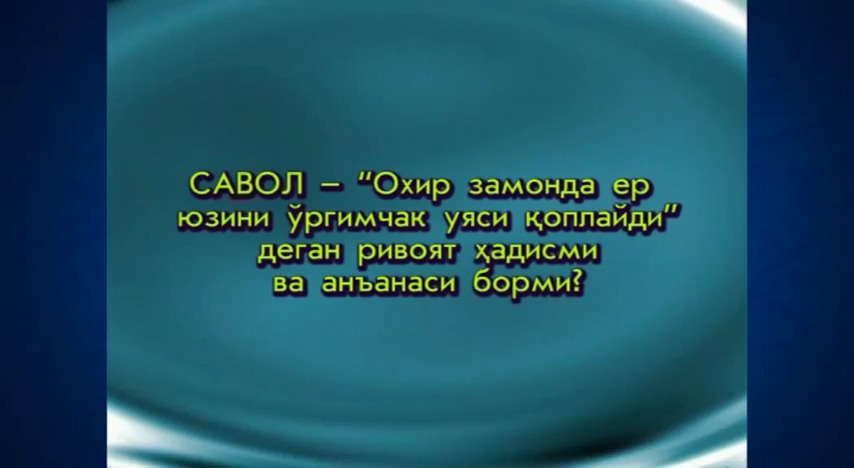 САВОЛ – “Охир замонда ер
юзини ўргимчак уяси қоплайди”
деган ривоят ҳадисми
ва анъанаси борми?